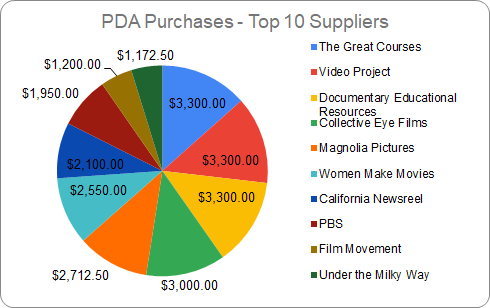 PDA Purchases - Top 10 Suppliers
$1,172.50
$1,200.00
$1,950.00
$2,100.00
$2,550.00
$2,712.50
$3,000.00
$3,300.00
$3,300.00
$3,300.00
The Great Courses
Video Project
Documentary Educational
Resources
Collective Eye Films
Magnolia Pictures
Women Make Movies
California Newsreel
PBS
Film Movement
Under the Milky Way